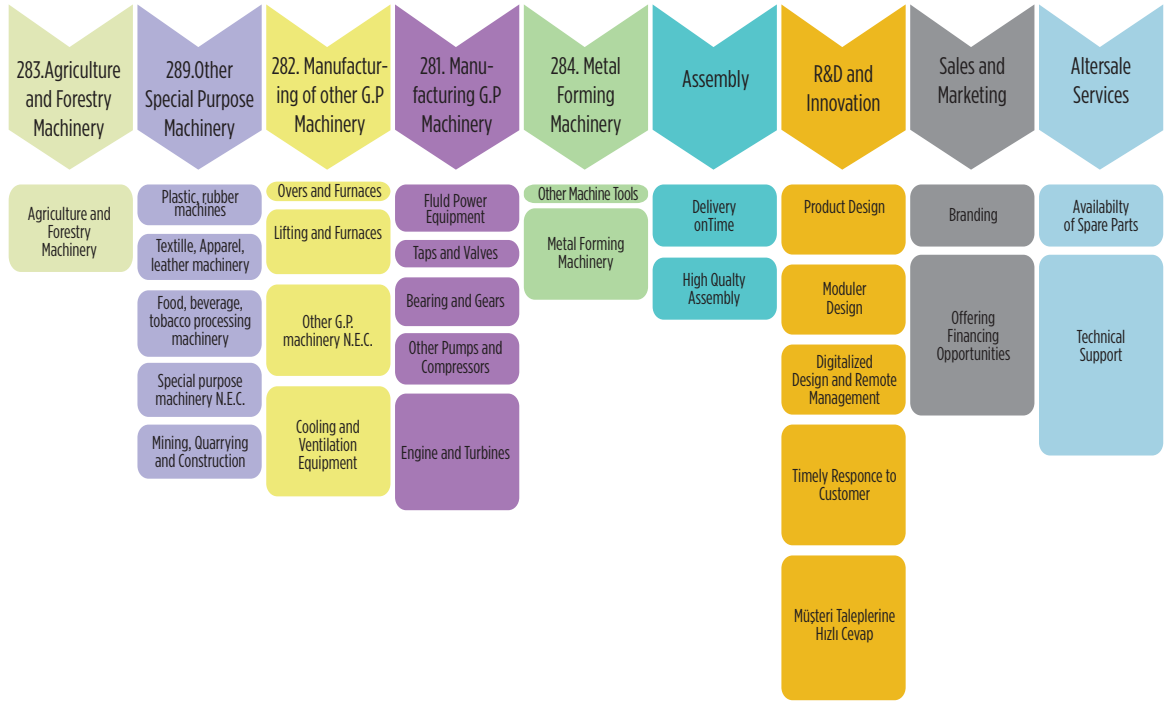 283.Agriculture
and Forestry
Machinery
289.Other
Special Purpose
Machinery
282. Manufactur-
ing of other G.P
Machinery
281. Manu-
facturing G.P
Machinery
284. Metal
Forming
Machinery
Assembly
R&D and
Innovation
Sales and
Marketing
Altersale
Services
Agriculture and
Forestry
Machinery
Plastic, rubber
machines
Textille, Apparel,
leather machinery
Food, beverage,
tobacco processing
machinery
Special purpose
machinery N.E.C.
Mining, Quarrying
and Construction
Overs and Furnaces
Lifting and Furnaces
Other G.P.
machinery N.E.C.
Cooling and
Ventilation
Equipment
Fluld Power
Equipment
Taps and Valves
Bearing and Gears
Other Pumps and
Compressors
Engine and Turbines
Other Machine Tools
Metal Forming
Machinery
Delivery
onTime
High Qualty
Assembly
Product Design
Moduler
Design
Digitalized
Design and Remote
Management
Timely Responce to
Customer
Müşteri Taleplerine
Hızlı Cevap
Branding
Offering
Financing
Opportunities
Availabilty
of Spare Parts
Technical
Support